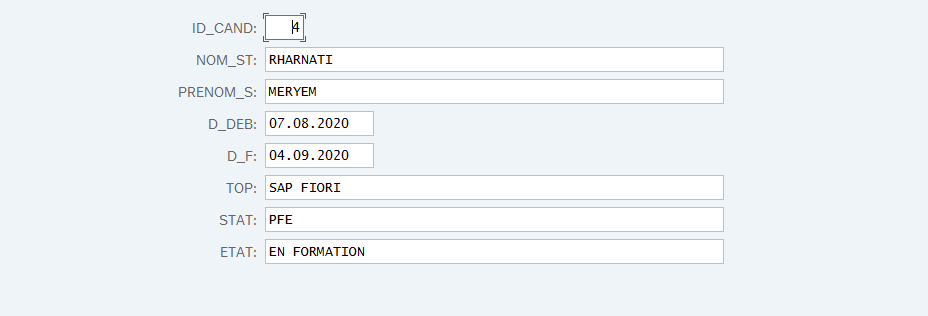 ID_CAND: 4
NOM_ST: RHARNATI
PRENOM_S: MERYEM
D_DEB: 07.08.2020
D_F: 04.09.2020
TOP: SAP FIORI
STAT: PFE
ETAT: EN FORMATION